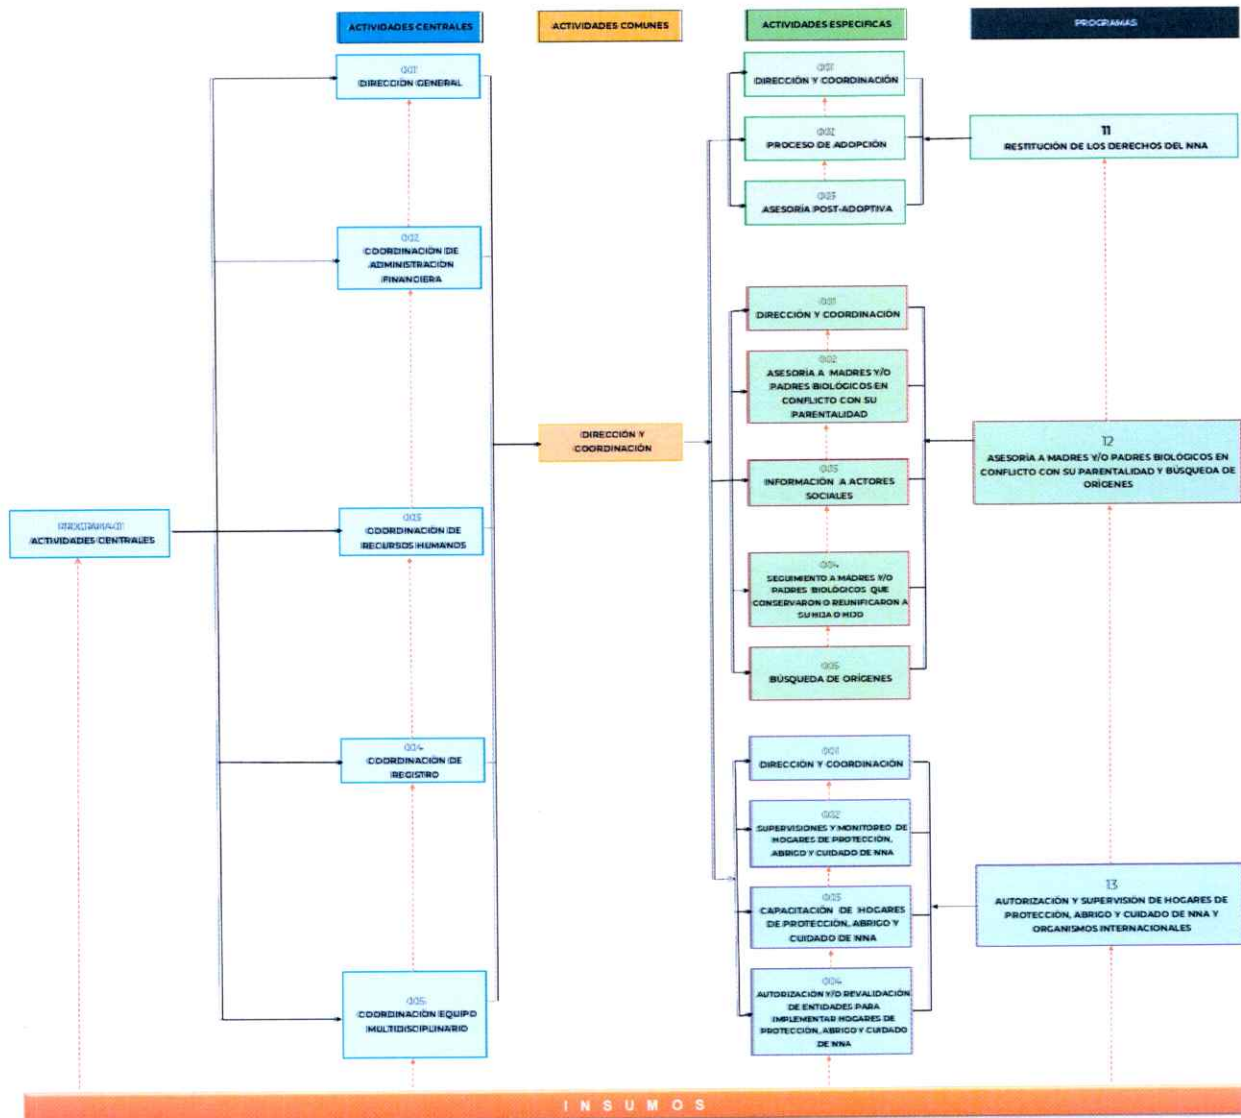 ACTIVIDADES CENTRALES
ACTIVIDADES COMUNES
ACTIVIDADES ESPECIFICAS
PROGRAMAS
PROGRAMA 01
ACTIVIDADES CENTRALES
001
DIRECCIÓN GENERAL
002
COORDINACIÓN DE
ADMINISTRACIÓN
FINANCIERA
003
COORDINACIÓN DE
RECURSOS HUMANOS
004
COORDINACIÓN DE
REGISTRO
005
COORDINACIÓN EQUIPO
MULTIDISCIPLINARIO
DIRECCIÓN Y
COORDINACIÓN
001
DIRECCIÓN Y COORDINACIÓN
002
PROCESO DE ADOPCIÓN
003
ASESORÍA POST-ADOPTIVA
001
DIRECCIÓN Y COORDINACIÓN
002
ASESORÍA A MADRES Y/O
PADRES BIOLÓGICOS EN
CONFLICTO CON SU
PARENTALIDAD
003
INFORMACIÓN A ACTORES
SOCIALES
004
SEGUIMIENTO A MADRES Y/O
PADRES BIOLÓGICOS QUE
CONSERVARON O REUNIFICARON A
SU HIJA O HIJO
005
BÚSQUEDA DE ORÍGENES
001
DIRECCIÓN Y COORDINACIÓN
002
SUPERVISIONES Y MONITOREO DE
HOGARES DE PROTECCIÓN,
ABRIGO Y CUIDADO DE NNA
003
CAPACITACIÓN DE HOGARES
DE PROTECCIÓN, ABRIGO Y
CUIDADO DE NNA
004
AUTORIZACIÓN Y/O REVALIDACIÓN
DE ENTIDADES PARA
IMPLEMENTAR HOGARES DE
PROTECCIÓN, ABRIGO Y CUIDADO
DE NNA
11
RESTITUCIÓN DE LOS DERECHOS DEL NNA
12
ASESORÍA A MADRES Y/O PADRES BIOLÓGICOS EN
CONFLICTO CON SU PARENTALIDAD Y BÚSQUEDA DE
ORÍGENES
13
AUTORIZACIÓN Y SUPERVISIÓN DE HOGARES DE
PROTECCIÓN, ABRIGO Y CUIDADO DE NNA Y
ORGANISMOS INTERNACIONALES
INSUMOS